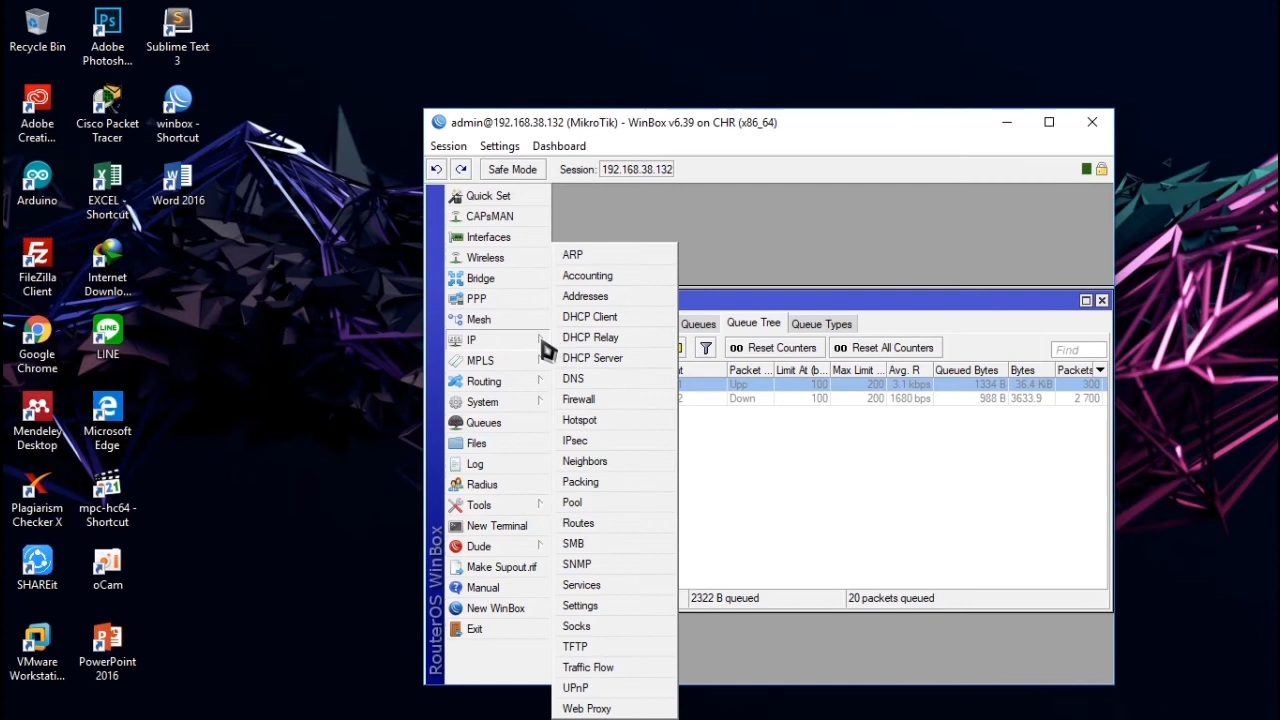 Recycle Bin
Adobe
Photosh...
Sublime Text
3
Adobe
Creati...
Cisco Packet
Tracer
winbox -
Shortcut
Arduino
EXCEL -
Shortcut
Word 2016
FileZilla
Client
Internet
Downlo...
Google
Chrome
LINE
Mendeley
Desktop
Microsoft
Edge
Plagiarism
Checker X
mpc-hc64 -
Shortcut
SHAREit
oCam
VMware
Workstati...
PowerPoint
2016
admin@192.168.38.132 (MikroTik) - WinBox v6.39 on CHR (x86_64)
Session Settings Dashboard
Safe Mode Session: 192.168.38.132
RouterOS WinBox
Quick Set
CAPsMAN
Interfaces
Wireless
Bridge
PPP
Mesh
IP
MPLS
Routing
System
Queues
Files
Log
Radius
Tools
New Terminal
Dude
Make Supout.rif
Manual
New WinBox
Exit
ARP
Accounting
Addresses
DHCP Client
DHCP Relay
DHCP Server
DNS
Firewall
Hotspot
IPsec
Neighbors
Packing
Pool
Routes
SMB
SNMP
Services
Settings
Socks
TFTP
Traffic Flow
UPnP
Web Proxy
Queues Queue Tree Queue Types
00 Reset Counters 00 Reset All Counters Find
Packet ... Limit At (b... Max Limit ... Avg. R Queued Bytes Bytes Packets
1 Upp 100 200 3.1 kbps 1334 B 36.4 KiB 300
2 Down 100 200 1680 bps 988 B 3633.9 2 700
2322 B queued 20 packets queued